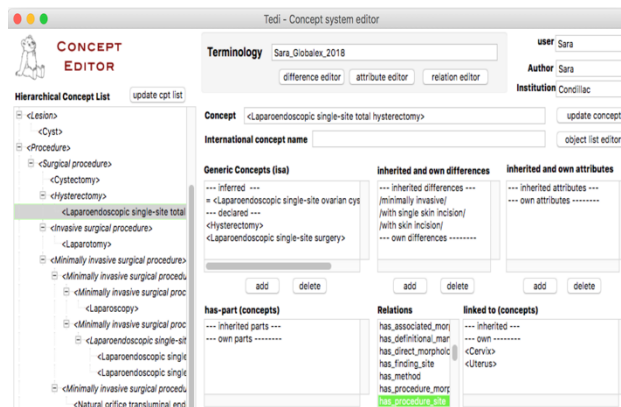 Tedi - Concept system editor
CONCEPT
EDITOR
Terminology
Sara_Globalex_2018
difference editor
attribute editor
relation editor
user
Sara
Author
Sara
Institution
Condillac
Hierarchical Concept List
update cpt list
<Lesion>
<Cyst>
<Procedure>
<Surgical procedure>
<Cystectomy>
<Hysterectomy>
<Laparoendoscopic single-site total
<Invasive surgical procedure>
<Laparotomy>
<Minimally invasive surgical procedure>
<Minimally invasive surgical procedu
<Minimally invasive surgical proc
<Laparoscopy>
<Minimally invasive surgical proc
<Laparoendoscopic single-sit
<Laparoendoscopic single
<Laparoendoscopic single
<Minimally invasive surgical procedu
<Natural orifice transluminal end
Concept
<Laparoendoscopic single-site total hysterectomy>
update concept
International concept name
object list editor
Generic Concepts (isa)
--- inferred ---
= <Laparoendoscopic single-site ovarian cys
--- declared ---
<Hysterectomy>
<Laparoendoscopic single-site surgery>
add
delete
inherited and own differences
--- inherited differences ---
/minimally invasive/
/with single skin incision/
/with skin incision/
--- own differences --------
add
delete
inherited and own attributes
--- inherited attributes ---
--- own attributes --------
add
delete
has-part (concepts)
--- inherited parts ---
--- own parts --------
Relations
has_associated_morp
has_definitional_man
has_direct_morpholo
has_finding_site
has_method
has_procedure_morp
has_procedure_site
linked to (concepts)
--- inherited ---
--- own ---
<Cervix>
<Uterus>